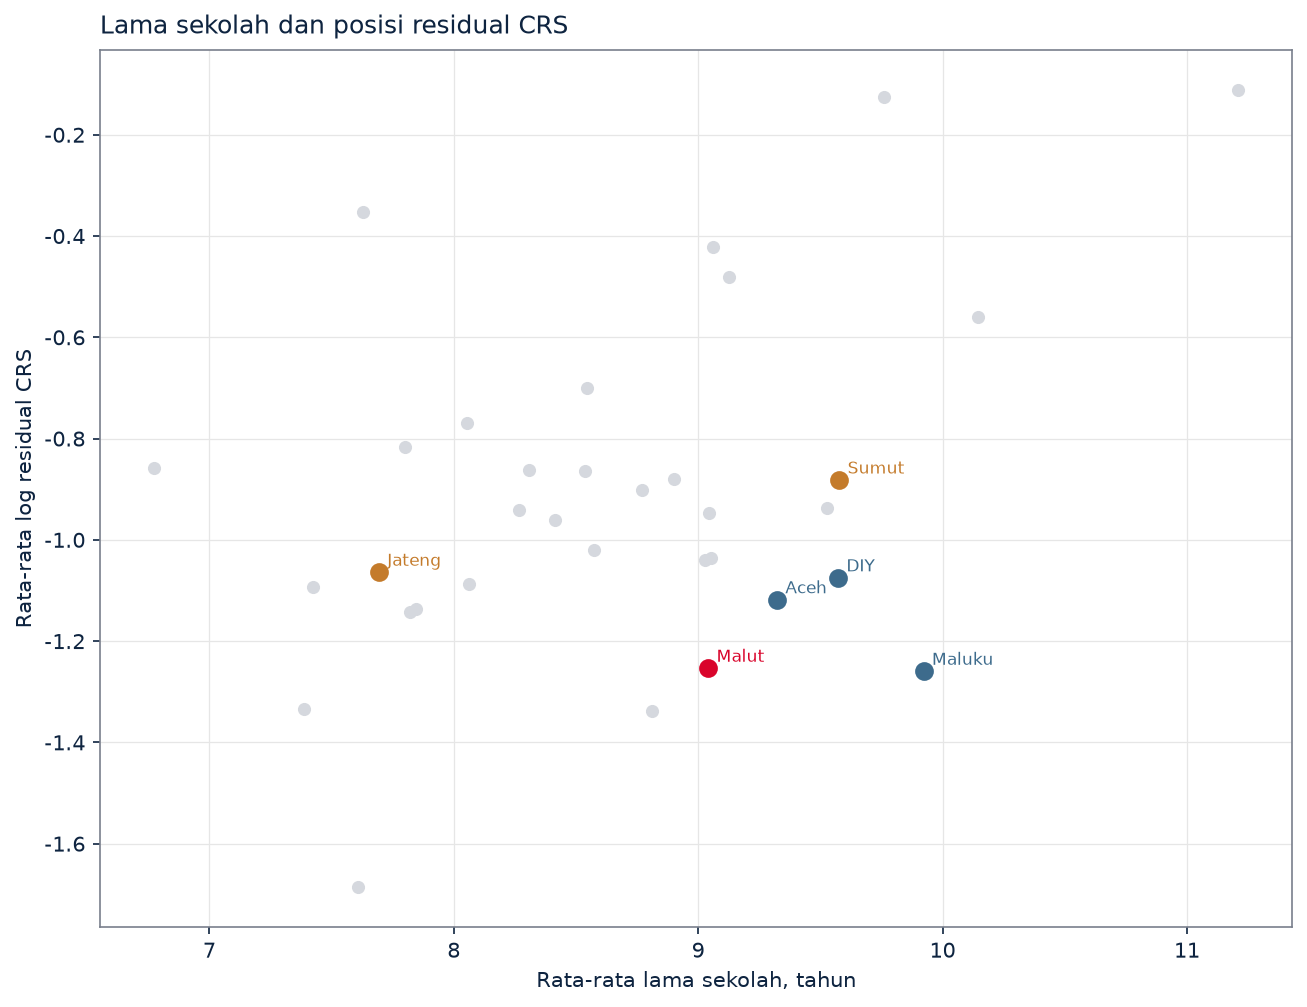 Lama sekolah dan posisi residual CRS
Rata-rata log residual CRS
-0.2
-0.4
-0.6
-0.8
-1.0
-1.2
-1.4
-1.6
Sumut
Jateng
DIY
Aceh
Malut
Maluku
7
8
9
10
11
Rata-rata lama sekolah, tahun